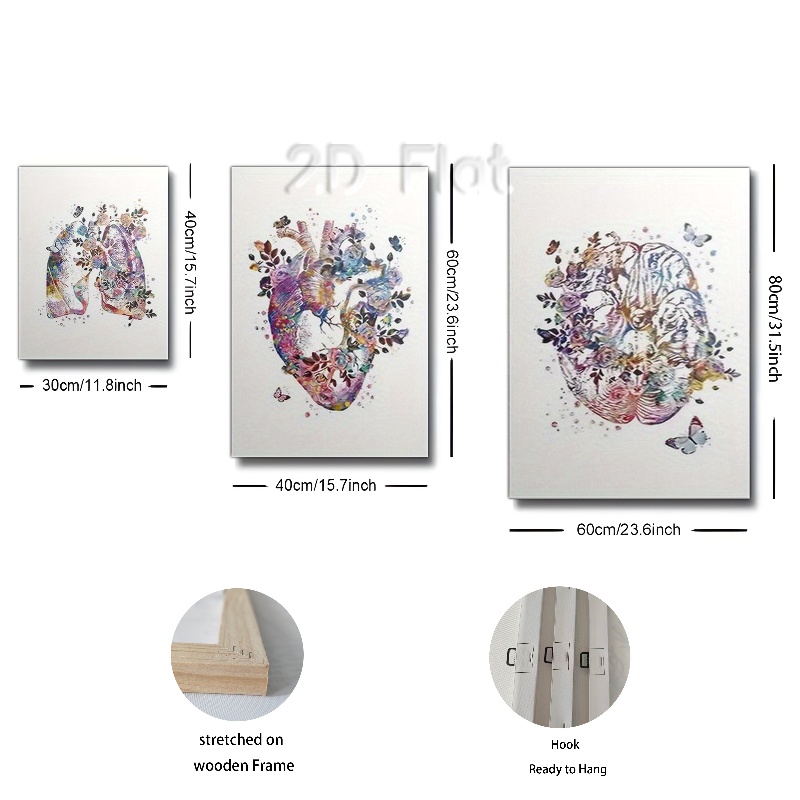 2D Flat
40cm/15.7inch
30cm/11.8inch
60cm/23.6inch
40cm/15.7inch
80cm/31.5inch
60cm/23.6inch
stretched on
wooden Frame
Hook
Ready to Hang